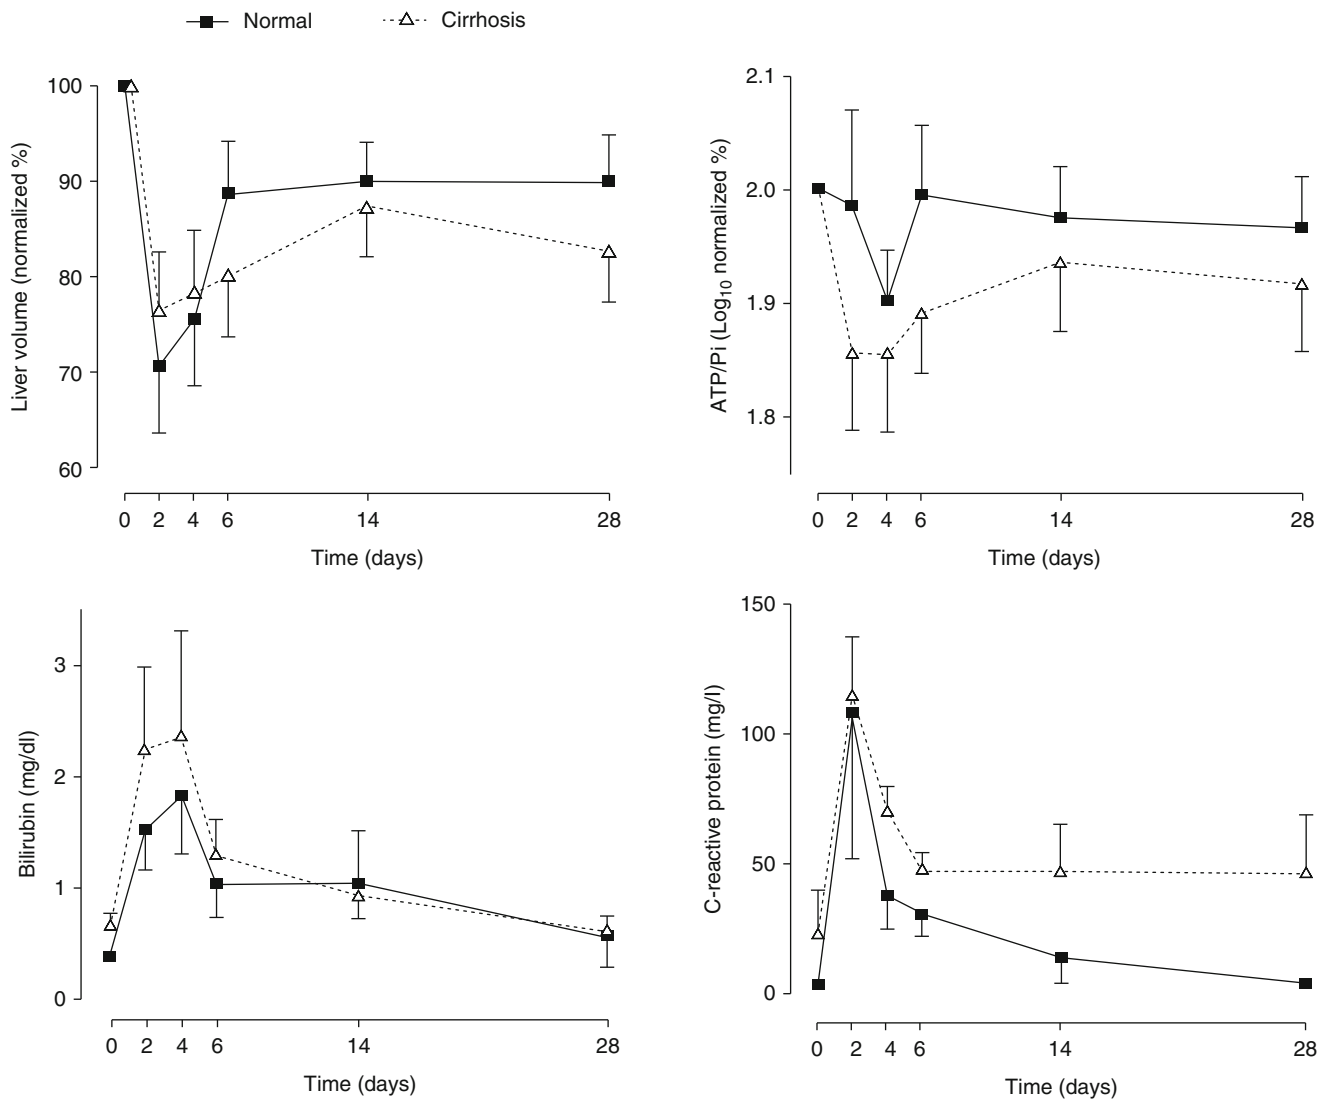 Normal
Cirrhosis
Liver volume (normalized %)
100
90
80
70
60
0 2 4 6 14 28
Time (days)
ATP/Pi (Log10 normalized %)
2.1
2.0
1.9
1.8
0 2 4 6 14 28
Time (days)
Bilirubin (mg/dl)
3
2
1
0
0 2 4 6 14 28
Time (days)
C-reactive protein (mg/l)
150
100
50
0
0 2 4 6 14 28
Time (days)